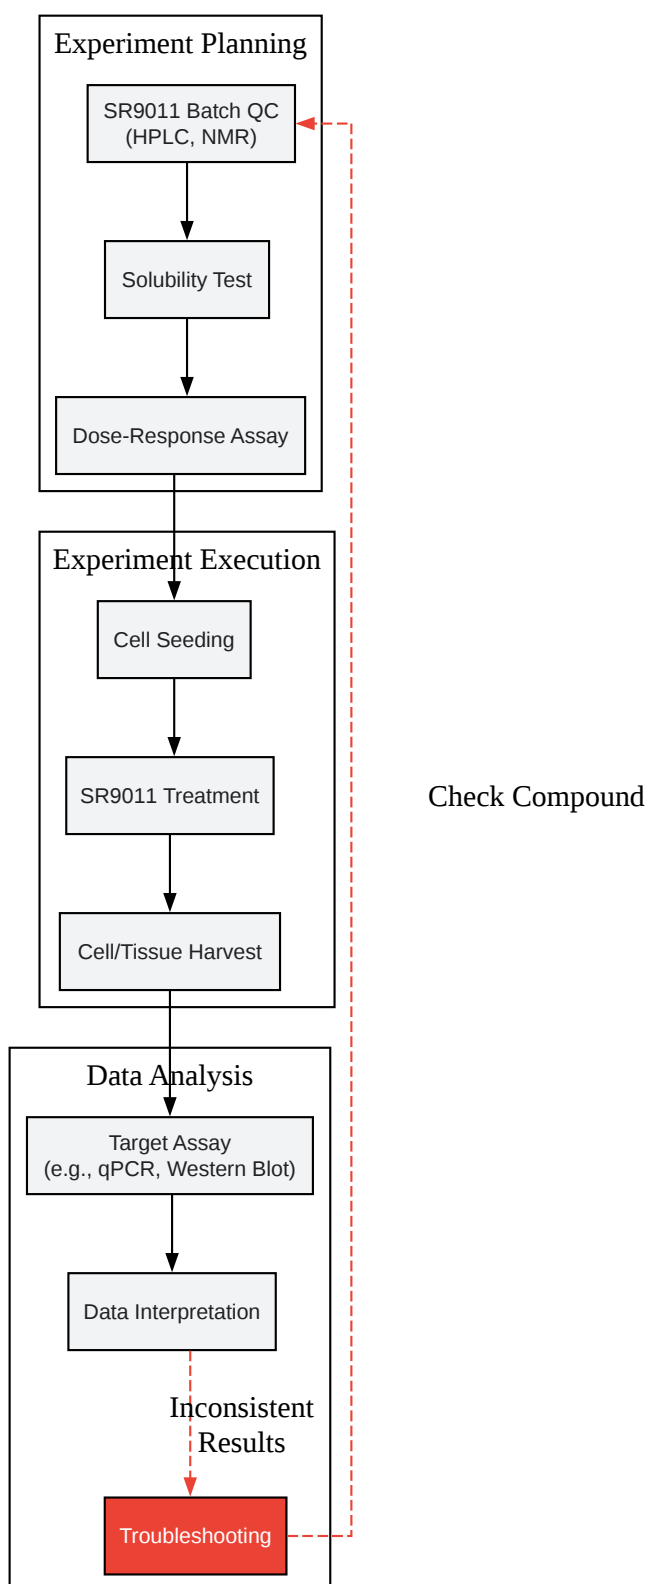 Experiment Planning
SR9011 Batch QC
(HPLC, NMR)
Solubility Test
Dose-Response Assay
Experiment Execution
Cell Seeding
SR9011 Treatment
Check Compound
Cell/Tissue Harvest
Data Analysis
Target Assay
(e.g., qPCR, Western Blot)
Data Interpretation
Inconsistent
Results
Troubleshooting